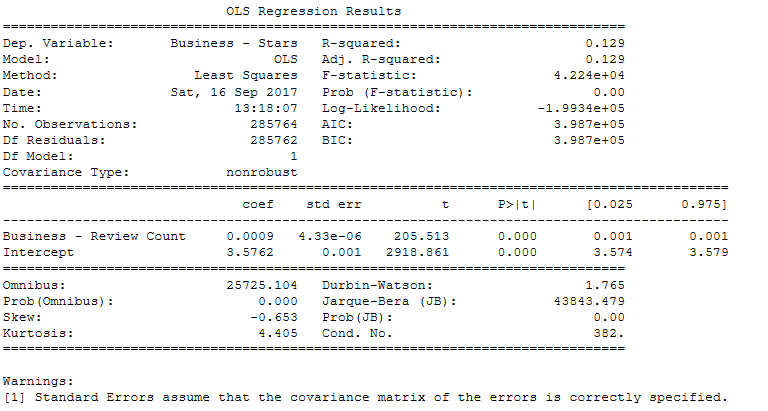 OLS Regression Results
==============================================================================
Dep. Variable: Business - Stars R-squared: 0.129
Model: OLS Adj. R-squared: 0.129
Method: Least Squares F-statistic: 4.224e+04
Date: Sat, 16 Sep 2017 Prob (F-statistic): 0.00
Time: 13:18:07 Log-Likelihood: -1.9934e+05
No. Observations: 285764 AIC: 3.987e+05
Df Residuals: 285762 BIC: 3.987e+05
Df Model: 1
Covariance Type: nonrobust
===========================================================================================
coef std err t P>|t| [0.025 0.975]
-------------------------------------------------------------------------------------------
Business - Review Count 0.0009 4.33e-06 205.513 0.000 0.001 0.001
Intercept 3.5762 0.001 2918.861 0.000 3.574 3.579
==============================================================================
Omnibus: 25725.104 Durbin-Watson: 1.765
Prob(Omnibus): 0.000 Jarque-Bera (JB): 43843.479
Skew: -0.653 Prob(JB): 0.00
Kurtosis: 4.405 Cond. No. 382.
==============================================================================
Warnings:
[1] Standard Errors assume that the covariance matrix of the errors is correctly specified.